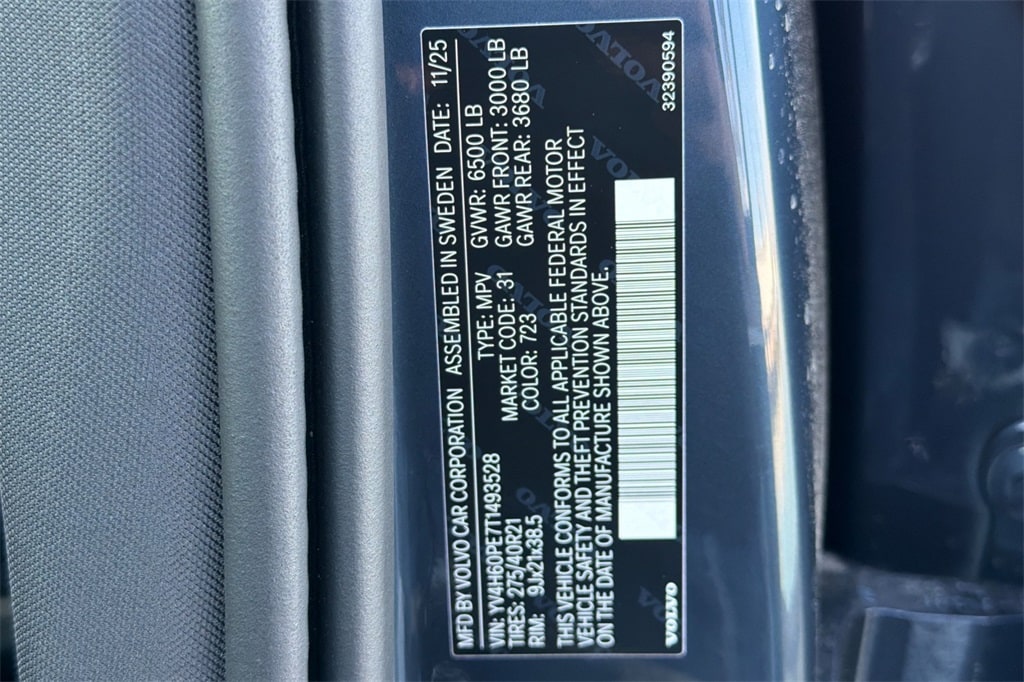 MFD BY VOLVO CAR CORPORATION ASSEMBLED IN SWEDEN DATE: 11/25
VIN: YV4H60PE7T1493528 TYPE: MPV GVWR: 6500 LB
TIRES: 275/40R21 MARKET CODE: 31 GAWR FRONT: 3000 LB
RIM: 9Jx21x38.5 COLOR: 723 GAWR REAR: 3680 LB
THIS VEHICLE CONFORMS TO ALL APPLICABLE FEDERAL MOTOR
VEHICLE SAFETY AND THEFT PREVENTION STANDARDS IN EFFECT
ON THE DATE OF MANUFACTURE SHOWN ABOVE.
VOLVO 32390594